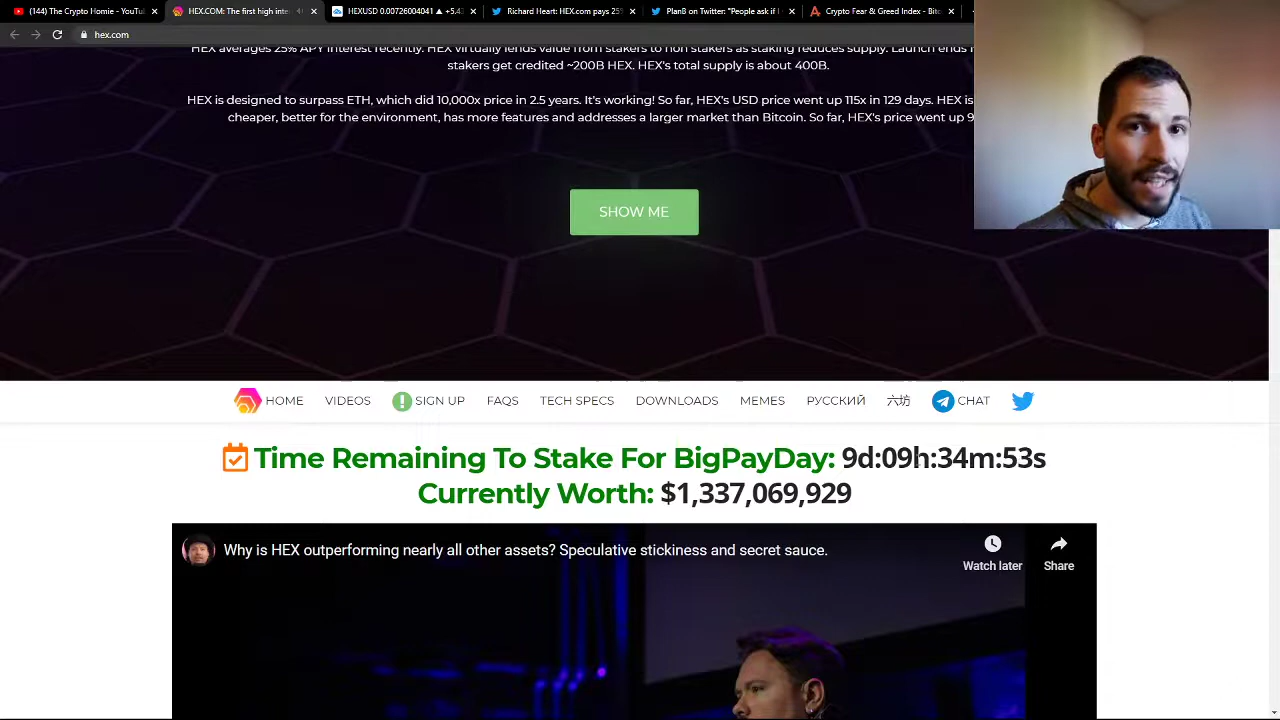 (144) The Crypto Homie - YouTu
HEX.COM: The first high inte
HEXUSD 0.00726004041 ▲ +5.43
Richard Heart: HEX.com pays 25%
PlanB on Twitter: "People ask if I
Crypto Fear & Greed Index - Bitc
hex.com
HEX averages 25% APY interest recently. HEX virtually lends value from stakers to non stakers as staking reduces supply. Launch ends
stakers get credited ~200B HEX. HEX's total supply is about 400B.
HEX is designed to surpass ETH, which did 10,000x price in 2.5 years. It's working! So far, HEX's USD price went up 115x in 129 days. HEX is
cheaper, better for the environment, has more features and addresses a larger market than Bitcoin. So far, HEX's price went up 9
SHOW ME
HOME VIDEOS SIGN UP FAQS TECH SPECS DOWNLOADS MEMES РУССКИЙ 六坊 CHAT
Time Remaining To Stake For BigPayDay: 9d:09h:34m:53s
Currently Worth: $1,337,069,929
Why is HEX outperforming nearly all other assets? Speculative stickiness and secret sauce.
Watch later
Share